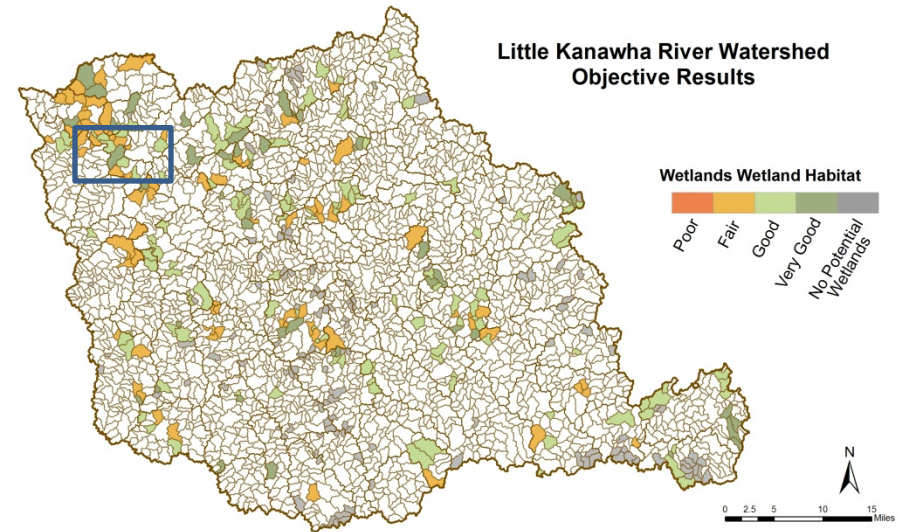 Little Kanawha River Watershed
Objective Results
Wetlands Wetland Habitat
Poor
Fair
Good
Very Good
No Potential
Wetlands
N
0 2.5 5 10 15
Miles